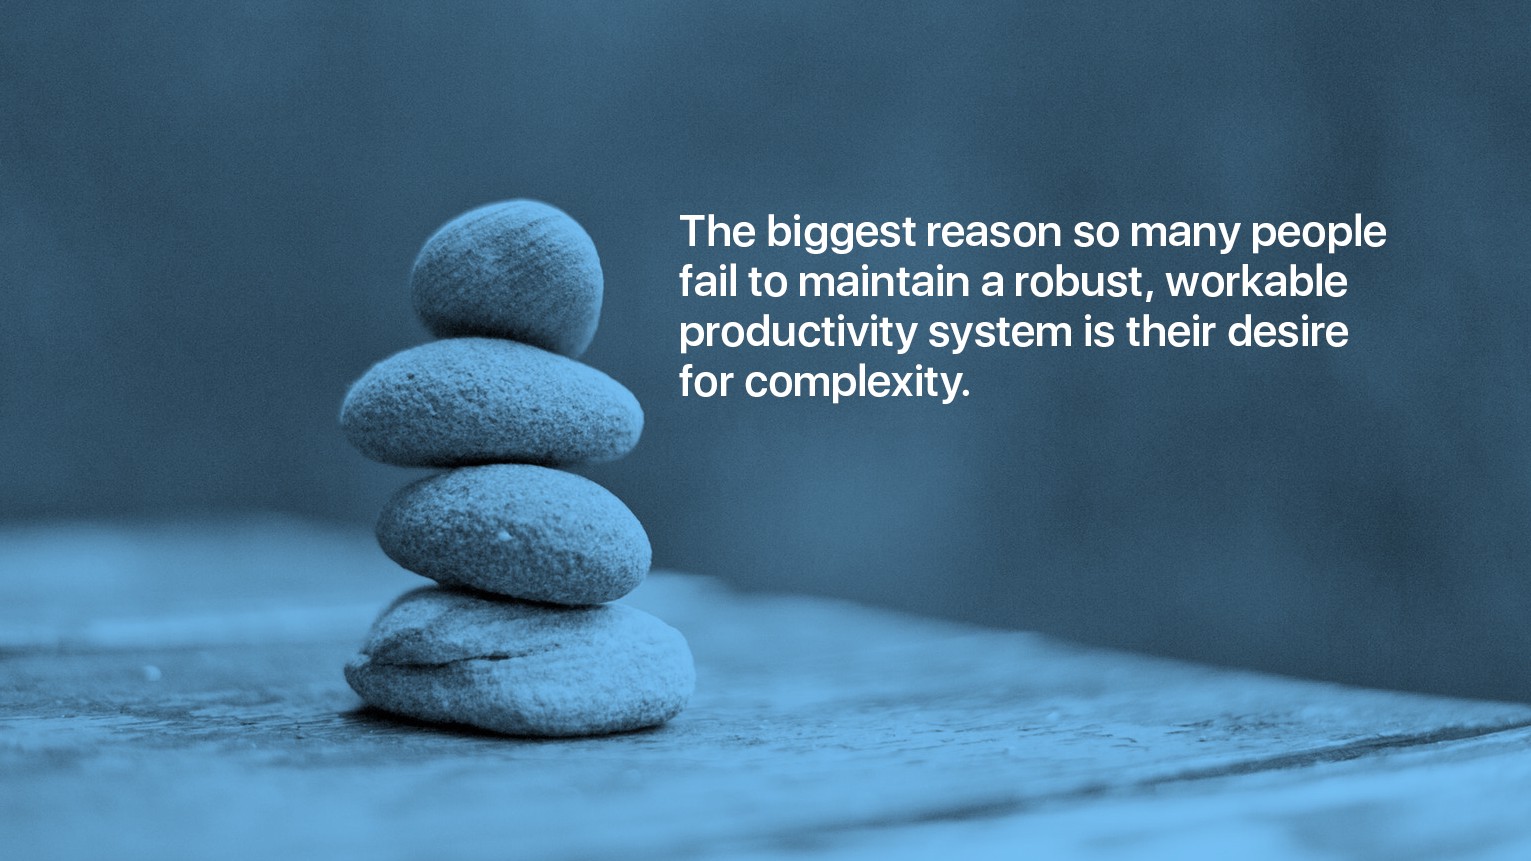 The biggest reason so many people
fail to maintain a robust, workable
productivity system is their desire
for complexity.